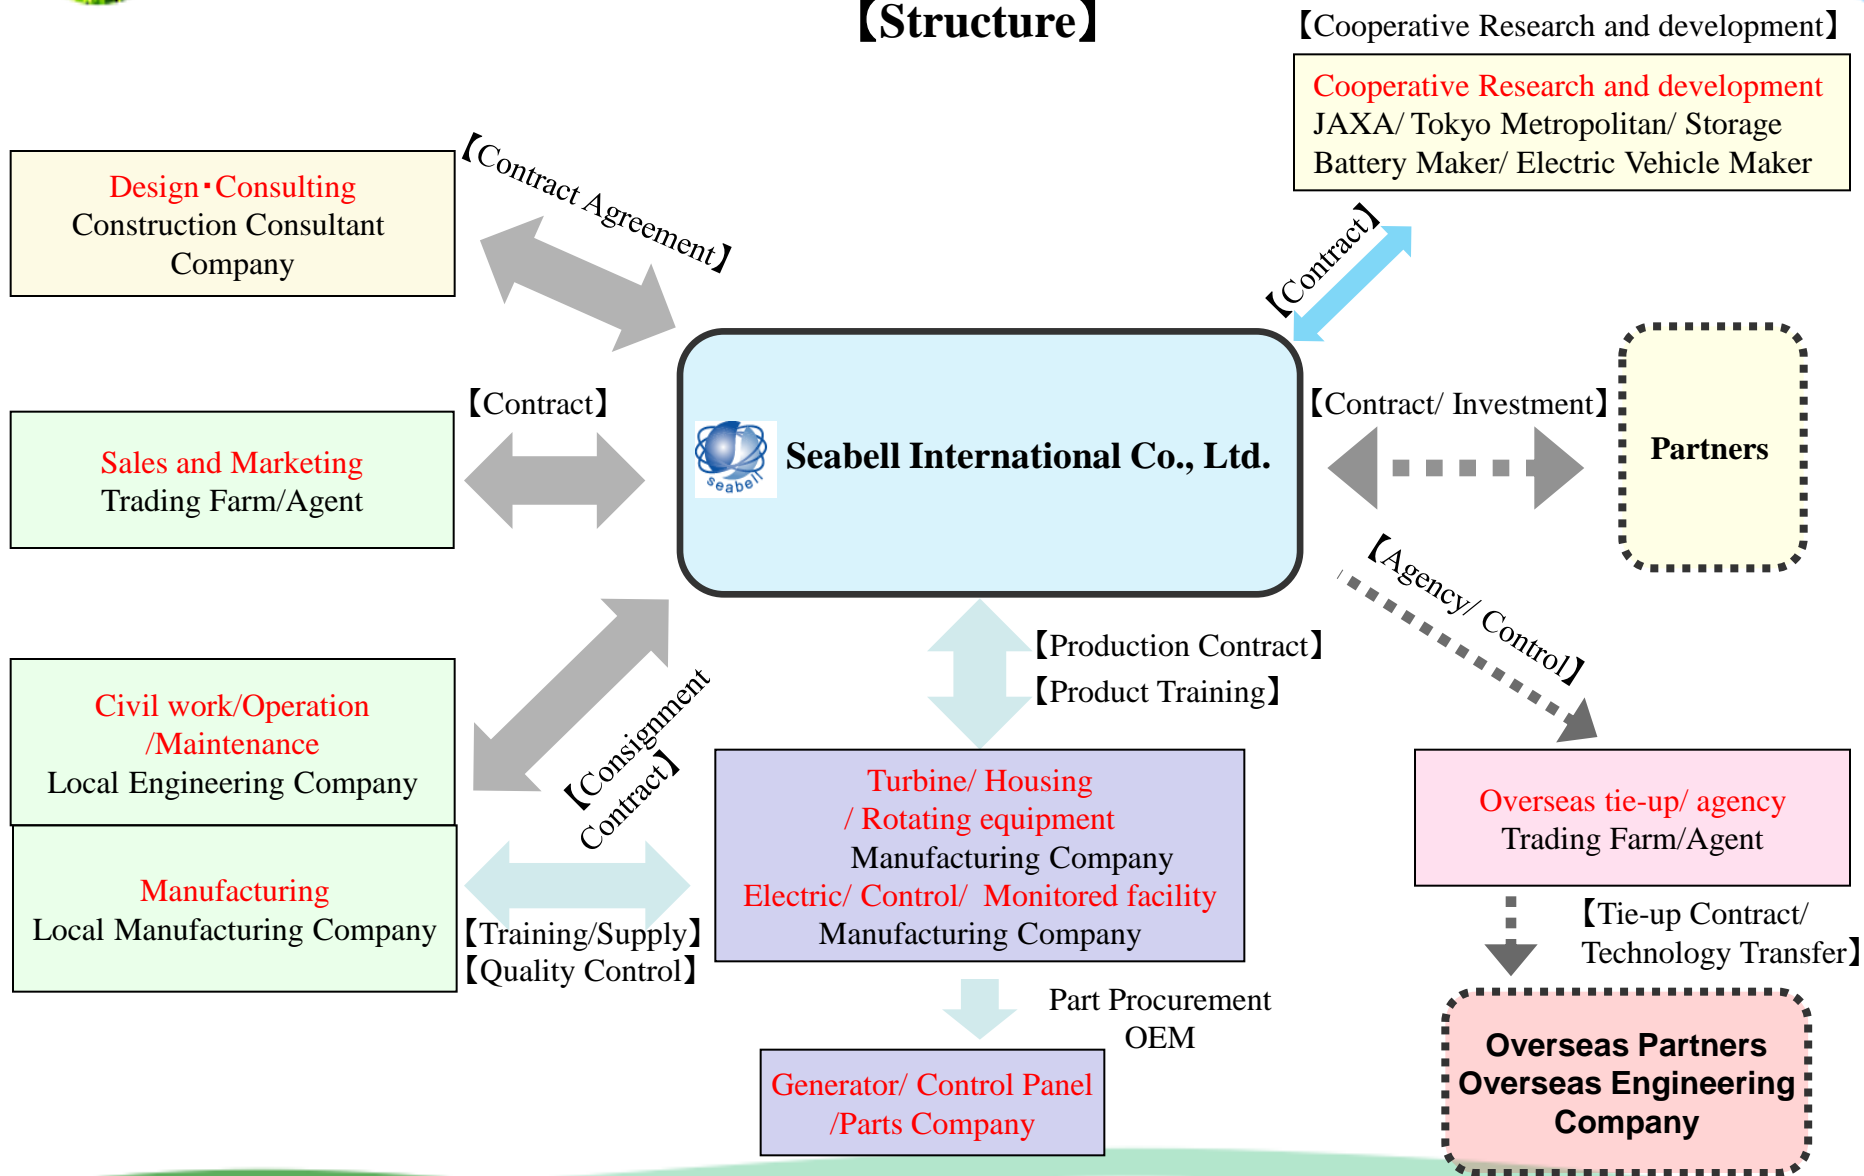 【Structure】
【Cooperative Research and development】
Cooperative Research and development
JAXA/ Tokyo Metropolitan/ Storage
Battery Maker/ Electric Vehicle Maker
Design・Consulting
Construction Consultant
Company
【Contract Agreement】
【Contract】
【Contract】
Sales and Marketing
Trading Farm/Agent
seabell
Seabell International Co., Ltd.
【Contract/ Investment】
Partners
【Agency/ Control】
Civil work/Operation
/Maintenance
Local Engineering Company
【Consignment
Contract】
【Production Contract】
【Product Training】
Manufacturing
Local Manufacturing Company
【Training/Supply】
【Quality Control】
Turbine/ Housing
/ Rotating equipment
Manufacturing Company
Electric/ Control/ Monitored facility
Manufacturing Company
Overseas tie-up/ agency
Trading Farm/Agent
【Tie-up Contract/
Technology Transfer】
Part Procurement
OEM
Generator/ Control Panel
/Parts Company
Overseas Partners
Overseas Engineering
Company